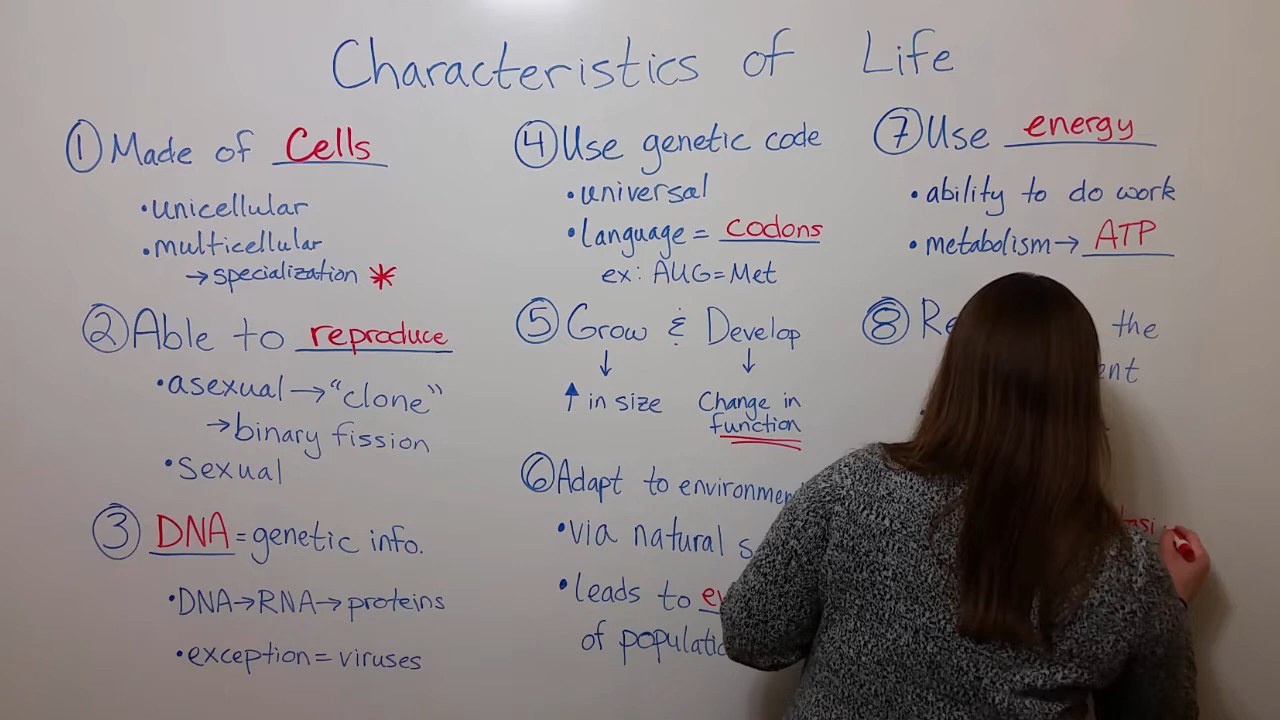 Characteristics of Life
① Made of Cells
• unicellular
• multicellular
→ specialization *
② Able to reproduce
• asexual → "clone"
→ binary fission
• Sexual
③ DNA = genetic info.
• DNA → RNA → proteins
• exception = viruses
④ Use genetic code
• universal
• Language = codons
ex: AUG = Met
⑤ Grow & Develop
↓ ↓
↑ in size Change in
function
⑥ Adapt to
• via natural
• leads to
of
⑦ Use energy
• ability to do work
• metabolism → ATP
⑧ the